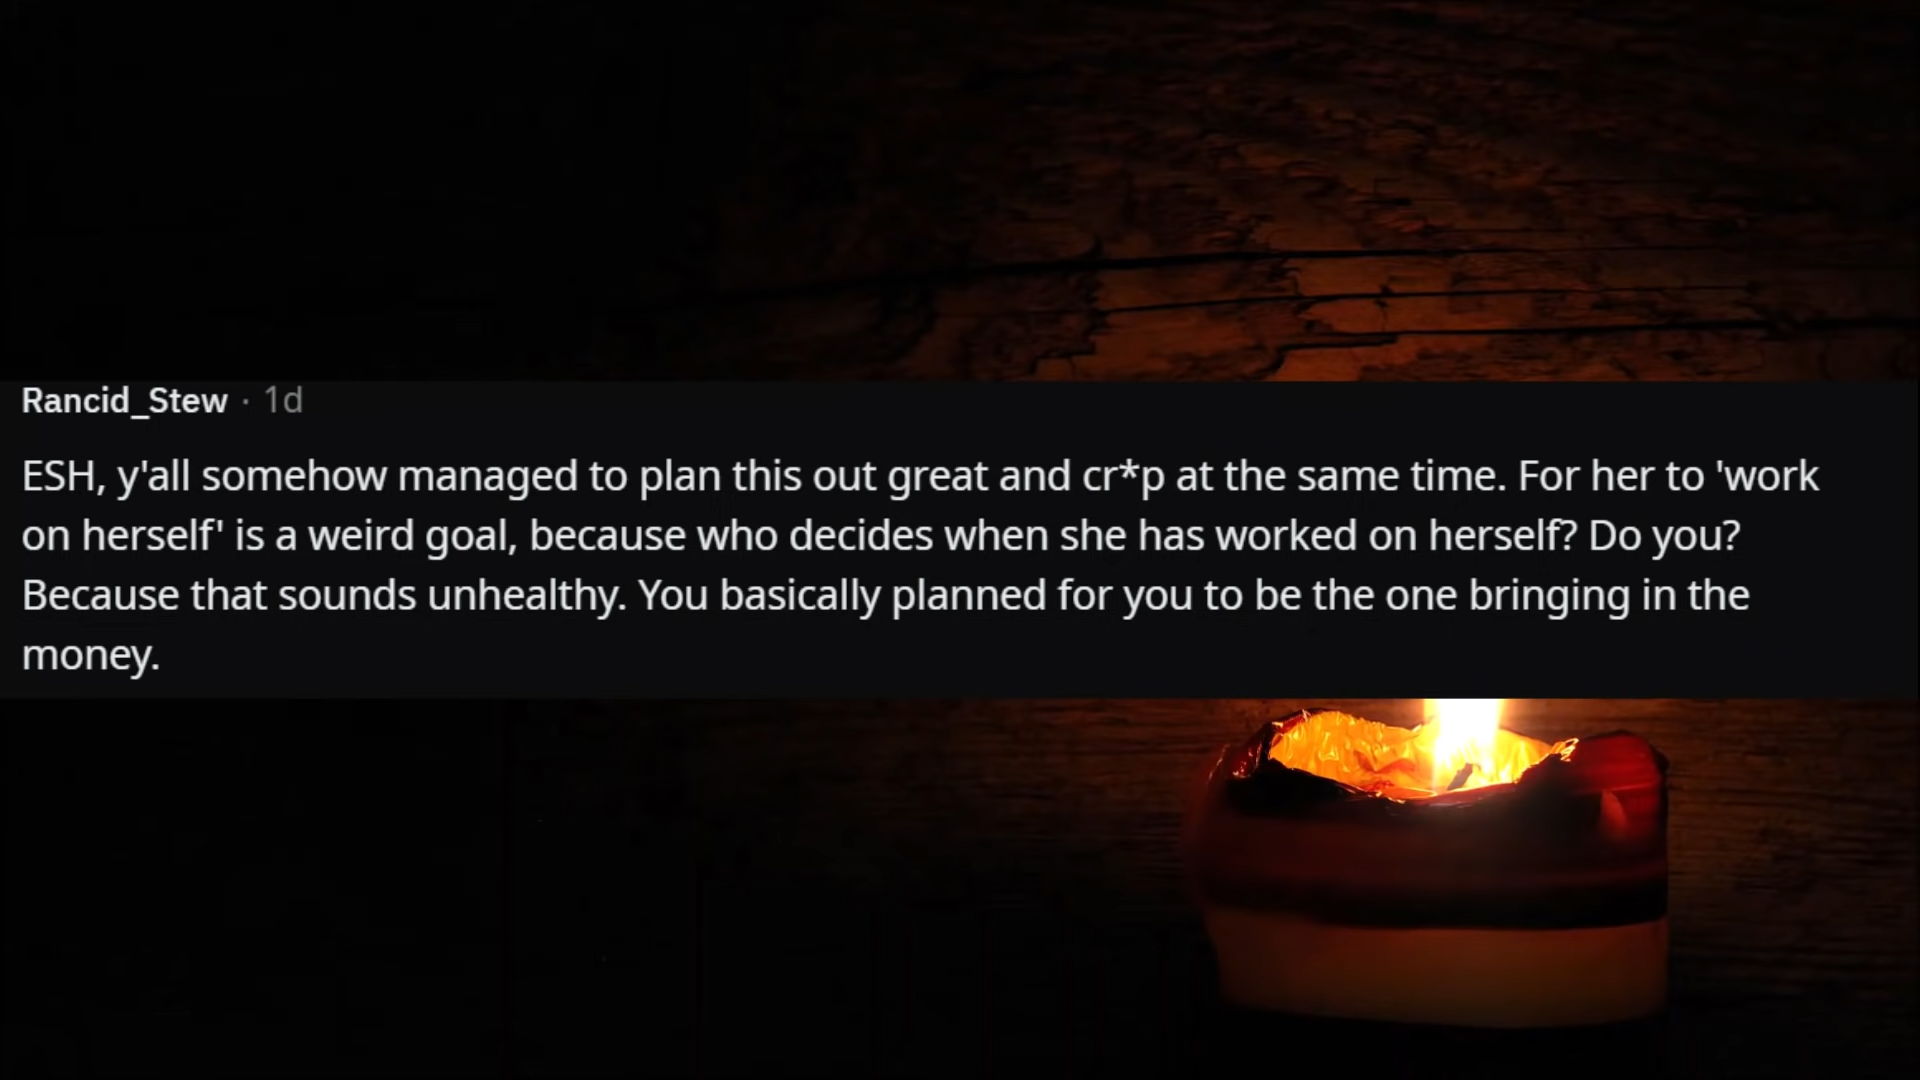 Rancid_Stew · 1d
ESH, y'all somehow managed to plan this out great and cr*p at the same time. For her to 'work
on herself' is a weird goal, because who decides when she has worked on herself? Do you?
Because that sounds unhealthy. You basically planned for you to be the one bringing in the
money.